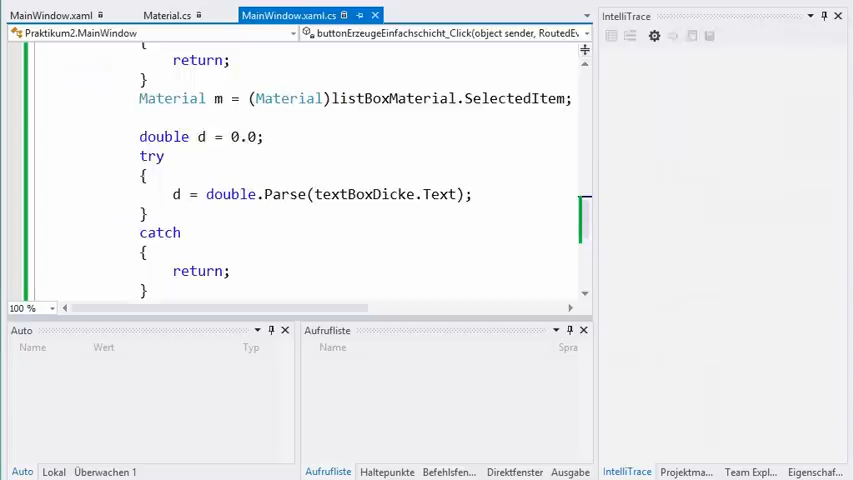 MainWindow.xaml Material.cs MainWindow.xaml.cs IntelliTrace
Praktikum2.MainWindow buttonErzeugeEinfachschicht_Click(object sender, RoutedEv
{
return;
}
Material m = (Material)listBoxMaterial.SelectedItem;
double d = 0.0;
try
{
d = double.Parse(textBoxDicke.Text);
}
catch
{
return;
}
100 %
Auto Aufrufliste
Name Wert Typ Name Spra
Auto Lokal Überwachen 1 Aufrufliste Haltepunkte Befehlsfen... Direktfenster Ausgabe IntelliTrace Projektma... Team Expl... Eigenschaf...